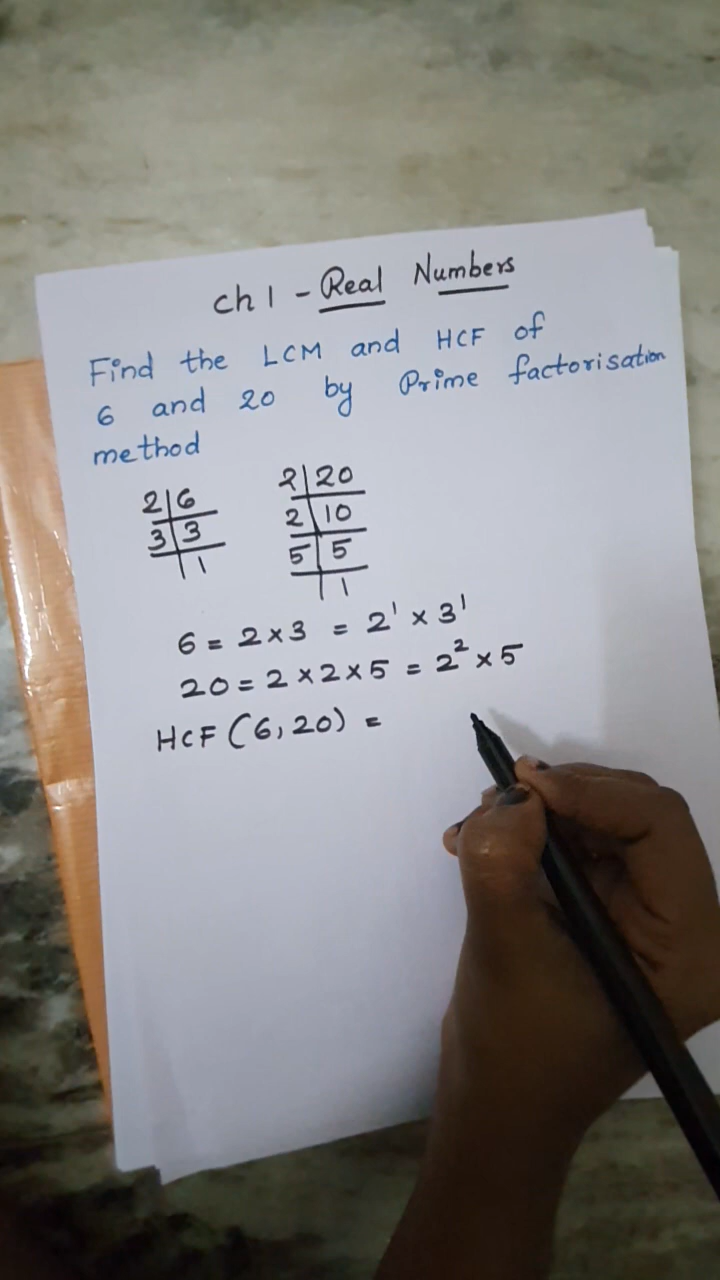 Ch 1 - Real Numbers
Find the LCM and HCF of
6 and 20 by Prime factorisation
method
2 | 6
3 | 3
1
2 | 20
2 | 10
5 | 5
1
6 = 2 × 3 = 2¹ × 3¹
20 = 2 × 2 × 5 = 2² × 5
HCF (6, 20) =